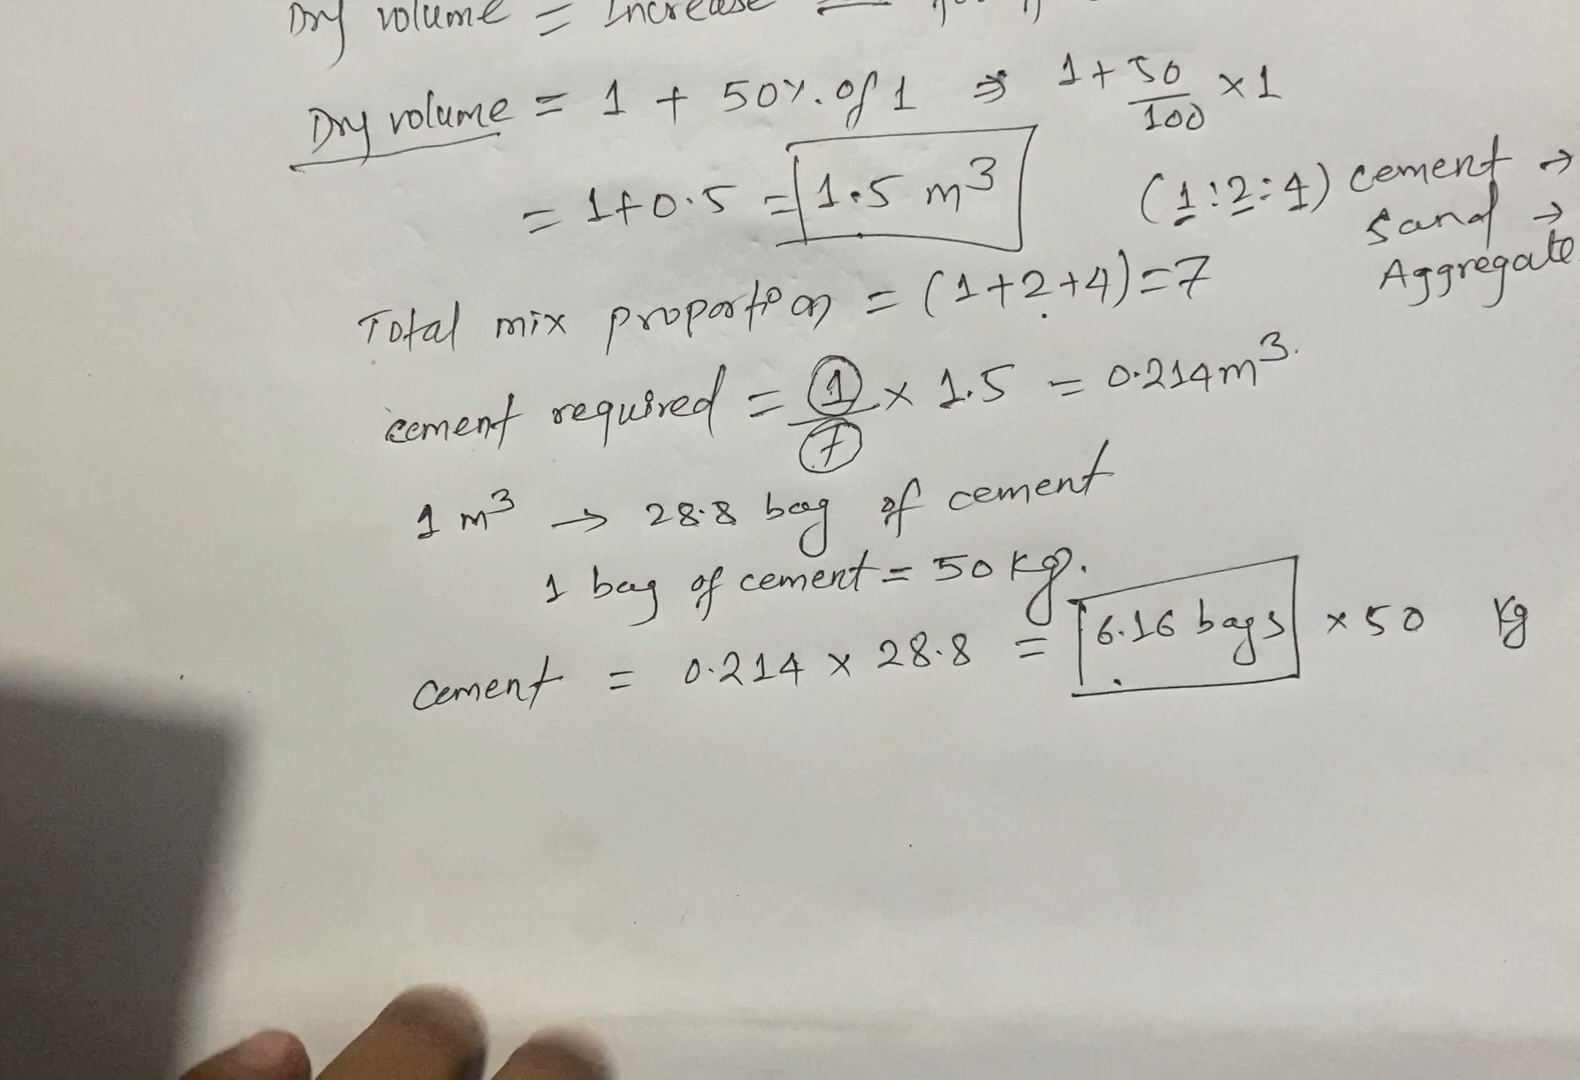 Dry volume = Increase
Dry volume = 1 + 50%. of 1 ⇒ 1 + 50/100 × 1
= 1+0.5 = 1.5 m³
(1:2:4) cement →
Sand →
Aggregate
Total mix proportion = (1+2+4)=7
cement required = 1/7 × 1.5 = 0.214m³.
1 m³ → 28.8 bag of cement
1 bag of cement = 50 kg.
cement = 0.214 × 28.8 = 6.16 bags × 50 kg